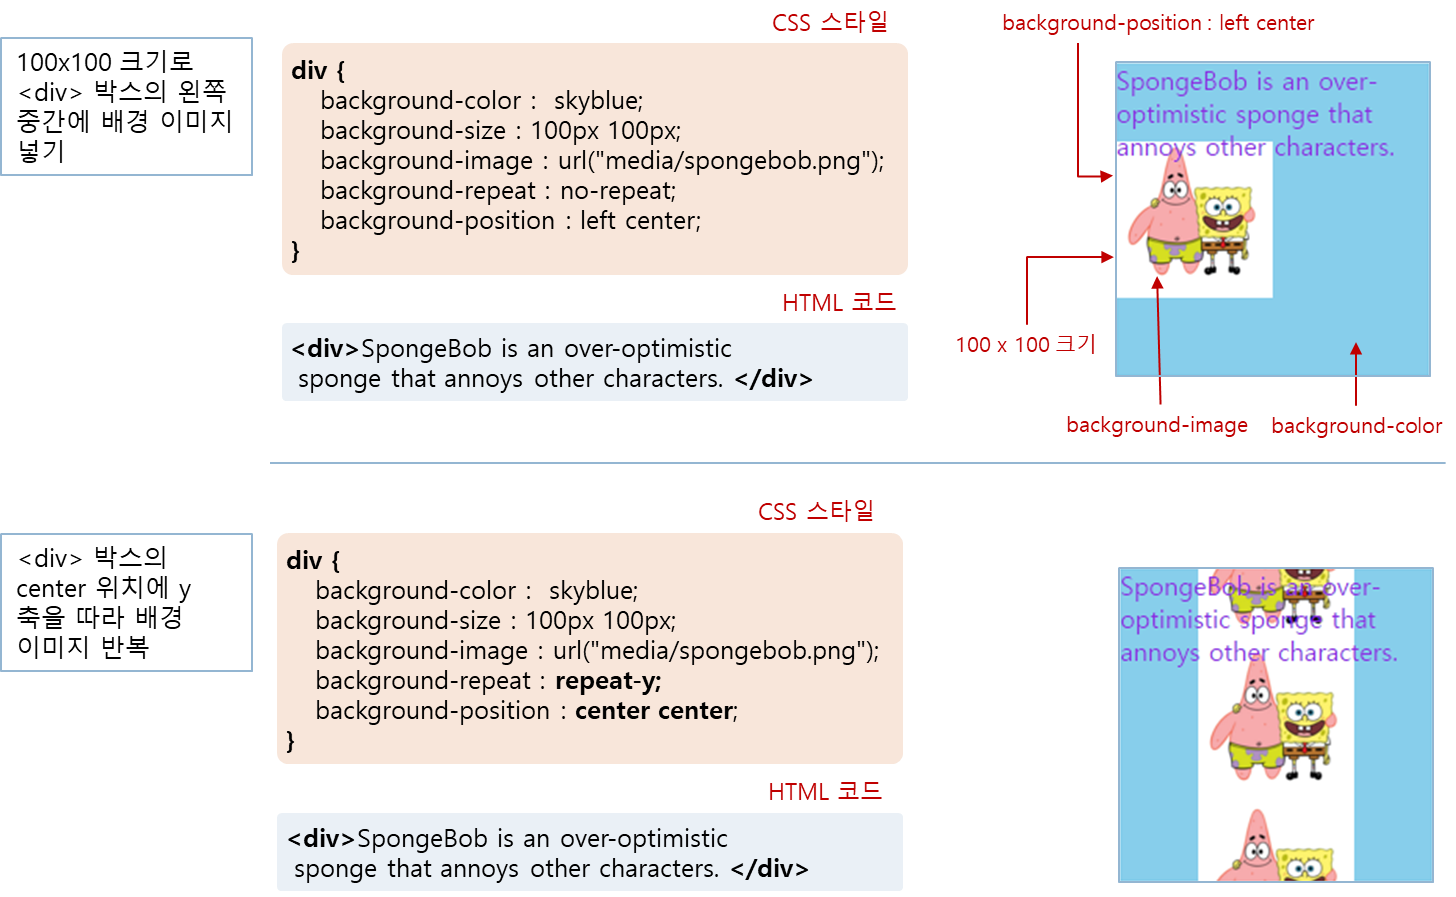 CSS 스타일
background-position : left center
100x100 크기로
<div> 박스의 왼쪽
중간에 배경 이미지
넣기
div {
background-color : skyblue;
background-size : 100px 100px;
background-image : url("media/spongebob.png");
background-repeat : no-repeat;
background-position : left center;
}
SpongeBob is an over-
optimistic sponge that
annoys other characters.
HTML 코드
<div>SpongeBob is an over-optimistic
sponge that annoys other characters. </div>
100 x 100 크기
background-image
background-color
CSS 스타일
<div> 박스의
center 위치에 y
축을 따라 배경
이미지 반복
div {
background-color : skyblue;
background-size : 100px 100px;
background-image : url("media/spongebob.png");
background-repeat : repeat-y;
background-position : center center;
}
SpongeBob is an over-
optimistic sponge that
annoys other characters.
HTML 코드
<div>SpongeBob is an over-optimistic
sponge that annoys other characters. </div>